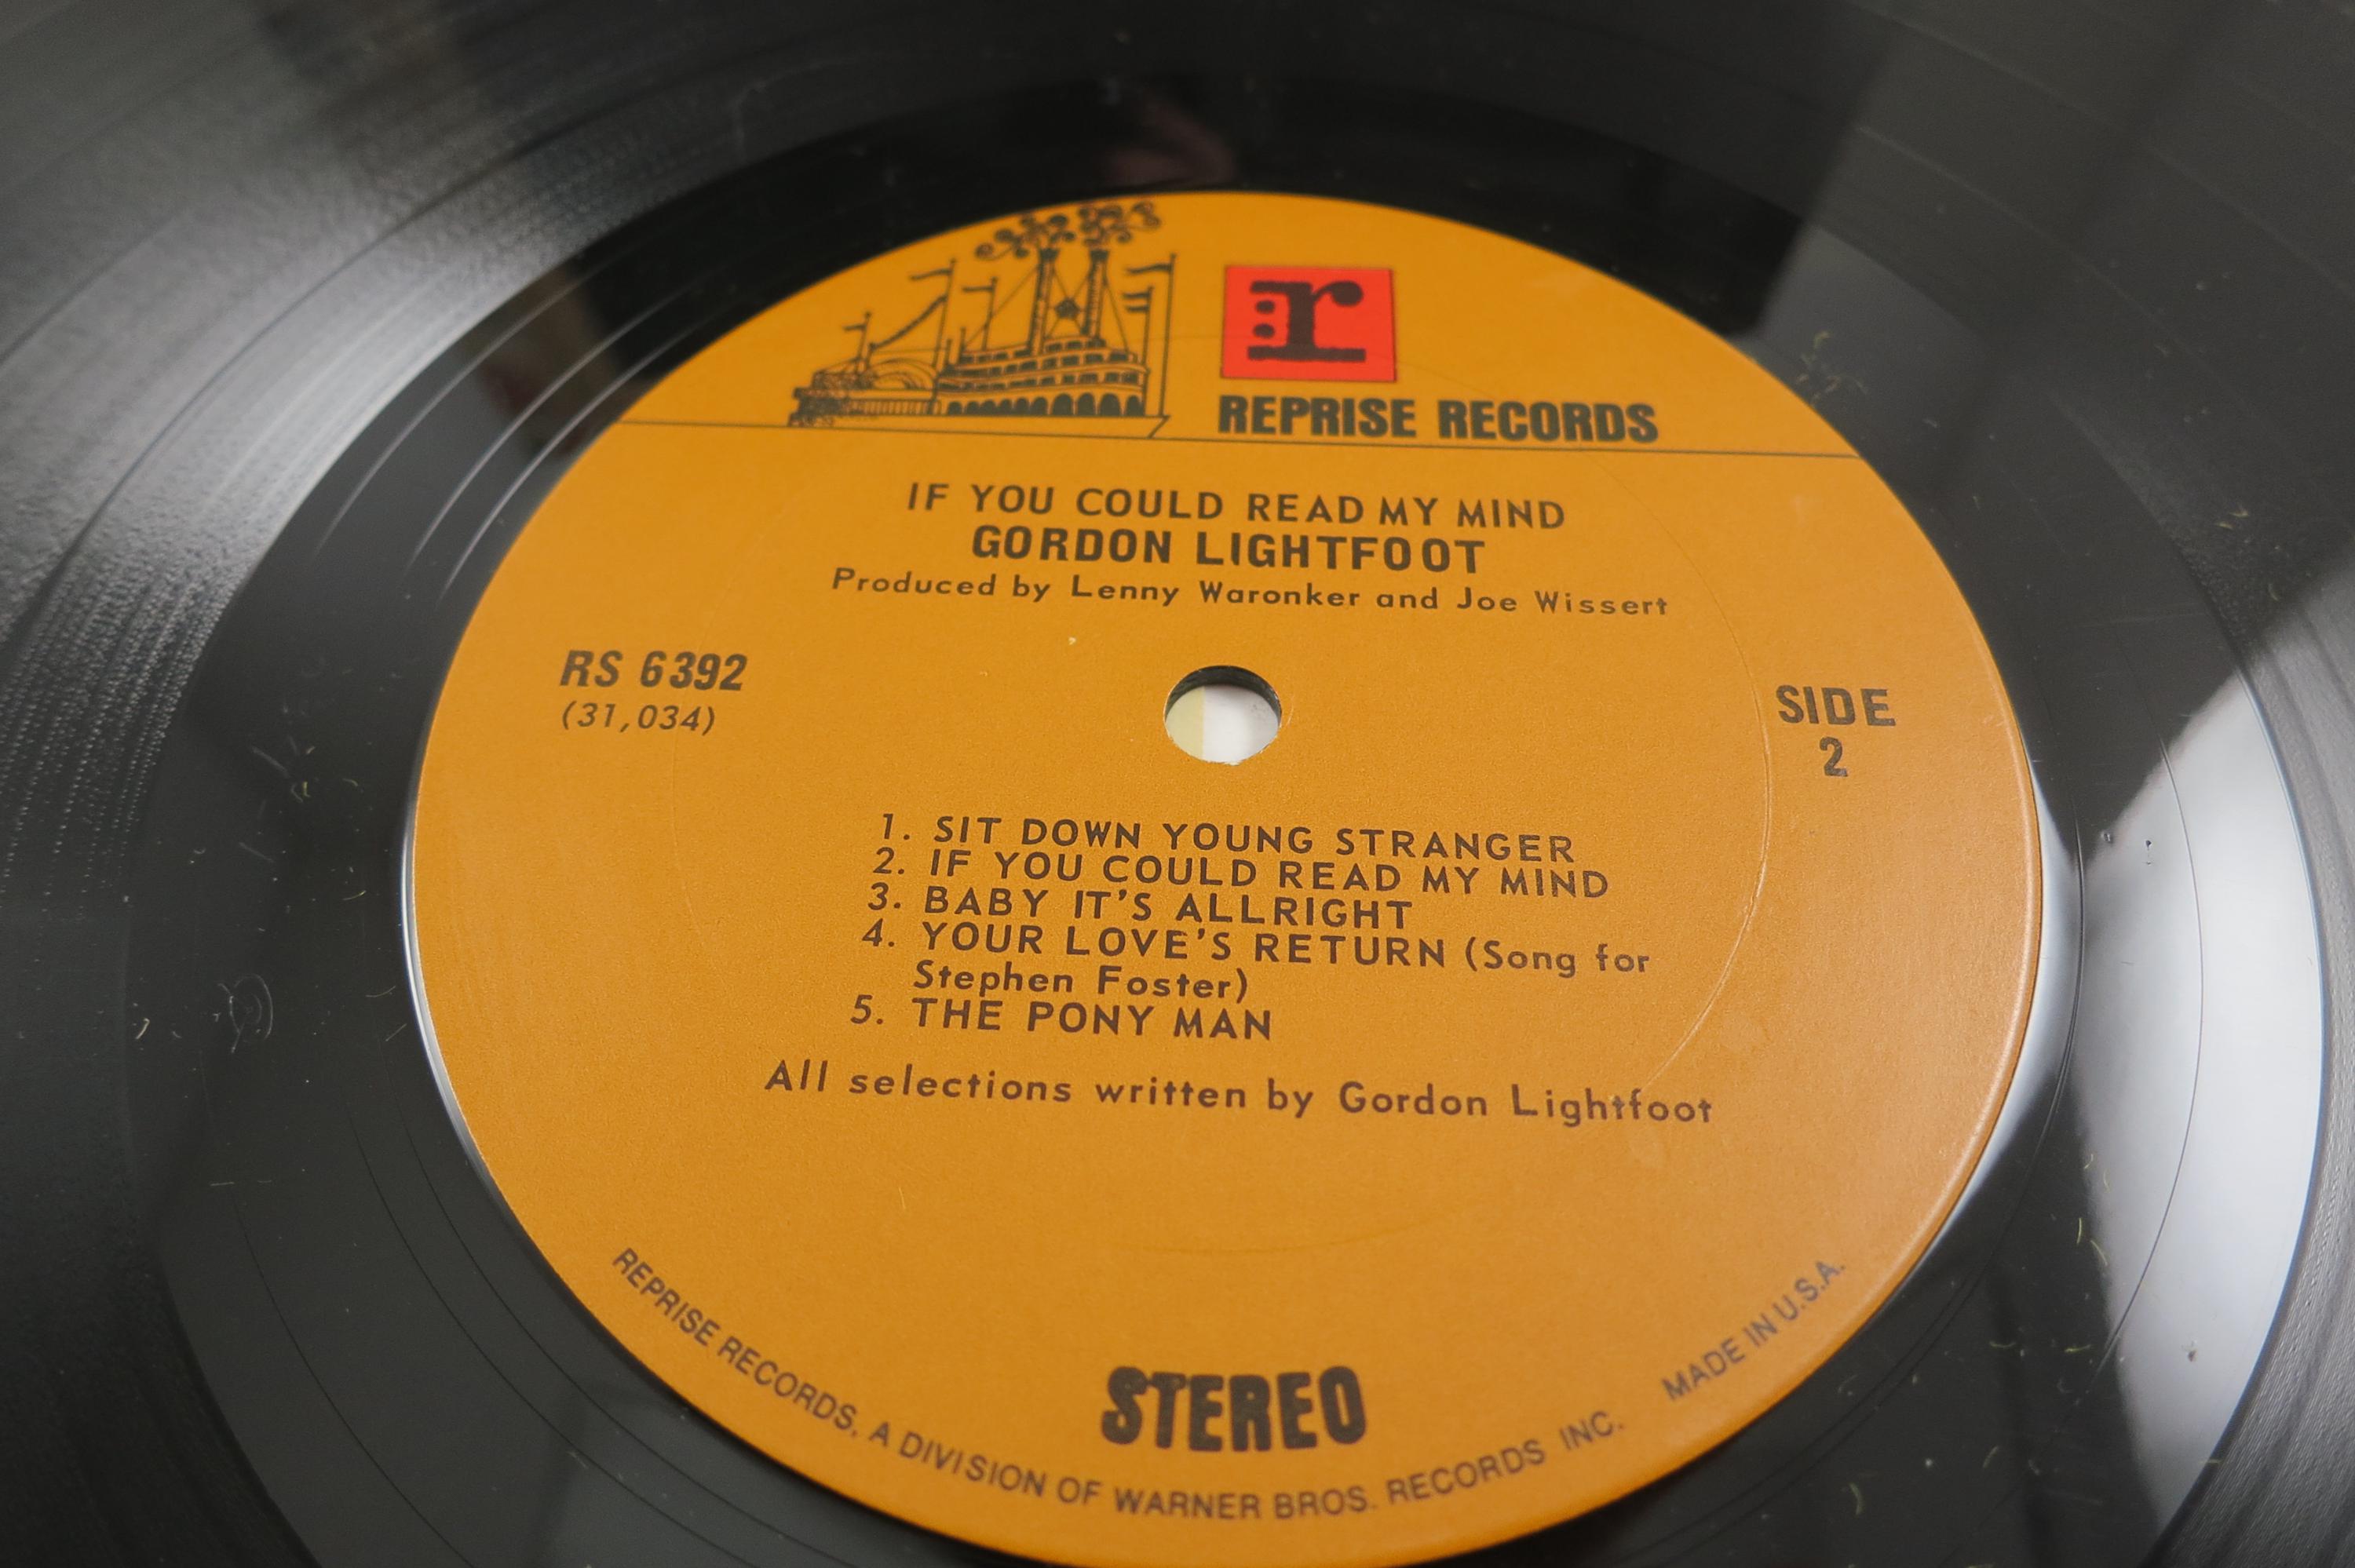 r
REPRISE RECORDS
IF YOU COULD READ MY MIND
GORDON LIGHTFOOT
Produced by Lenny Waronker and Joe Wissert
RS 6392
(31,034)
SIDE
2
1. SIT DOWN YOUNG STRANGER
2. IF YOU COULD READ MY MIND
3. BABY IT'S ALLRIGHT
4. YOUR LOVE'S RETURN (Song for
Stephen Foster)
5. THE PONY MAN
All selections written by Gordon Lightfoot
STEREO
REPRISE RECORDS, A DIVISION OF WARNER BROS. RECORDS INC. MADE IN U.S.A.